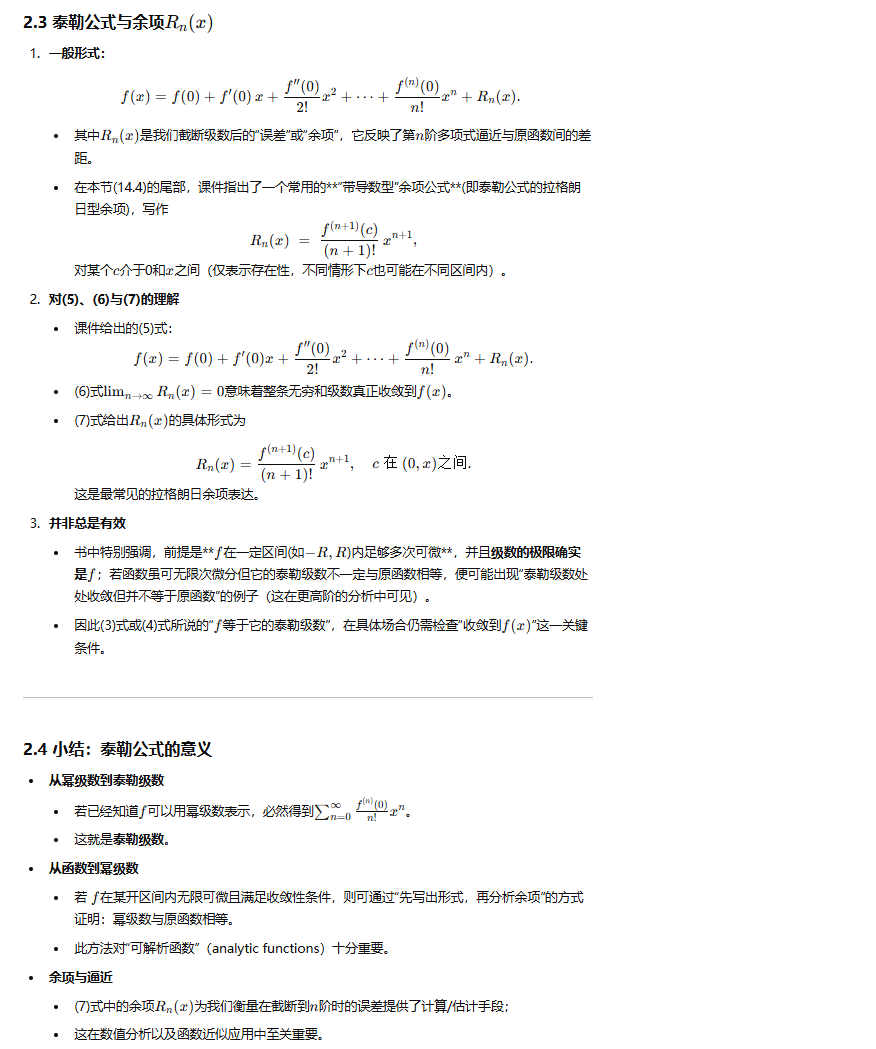 2.3 泰勒公式与余项Rₙ(x)
1. 一般形式：
f(x) = f(0) + f′(0) x + f″(0)/2! x² + ⋯ + f⁽ⁿ⁾(0)/n! xⁿ + Rₙ(x).
• 其中Rₙ(x)是我们截断级数后的“误差”或“余项”，它反映了第n阶多项式逼近与原函数间的差
距。
• 在本节(14.4)的尾部，课件指出了一个常用的**“带导数型”余项公式**(即泰勒公式的拉格朗
日型余项)，写作
Rₙ(x) = f⁽ⁿ⁺¹⁾(c)/(n + 1)! xⁿ⁺¹,
对某个c介于0和x之间（仅表示存在性，不同情形下c也可能在不同区间内）。
2. 对(5)、(6)与(7)的理解
• 课件给出的(5)式：
f(x) = f(0) + f′(0)x + f″(0)/2! x² + ⋯ + f⁽ⁿ⁾(0)/n! xⁿ + Rₙ(x).
• (6)式limₙ→∞ Rₙ(x) = 0意味着整条无穷和级数真正收敛到f(x)。
• (7)式给出Rₙ(x)的具体形式为
Rₙ(x) = f⁽ⁿ⁺¹⁾(c)/(n + 1)! xⁿ⁺¹, c 在 (0, x)之间.
这是最常见的拉格朗日余项表达。
3. 并非总是有效
• 书中特别强调，前提是**f在一定区间(如−R, R)内足够多次可微**，并且级数的极限确实
是f；若函数虽可无限次微分但它的泰勒级数不一定与原函数相等，便可能出现“泰勒级数处
处收敛但并不等于原函数”的例子（这在更高阶的分析中可见）。
• 因此(3)式或(4)式所说的“f等于它的泰勒级数”，在具体场合仍需检查“收敛到f(x)”这一关键
条件。
2.4 小结：泰勒公式的意义
• 从幂级数到泰勒级数
• 若已经知道f可以用幂级数表示，必然得到∑ₙ₌₀^∞ f⁽ⁿ⁾(0)/n! xⁿ。
• 这就是泰勒级数。
• 从函数到幂级数
• 若 f在某开区间内无限可微且满足收敛性条件，则可通过“先写出形式，再分析余项”的方式
证明：幂级数与原函数相等。
• 此方法对“可解析函数”（analytic functions）十分重要。
• 余项与逼近
• (7)式中的余项Rₙ(x)为我们衡量在截断到n阶时的误差提供了计算/估计手段；
• 这在数值分析以及函数近似应用中至关重要。